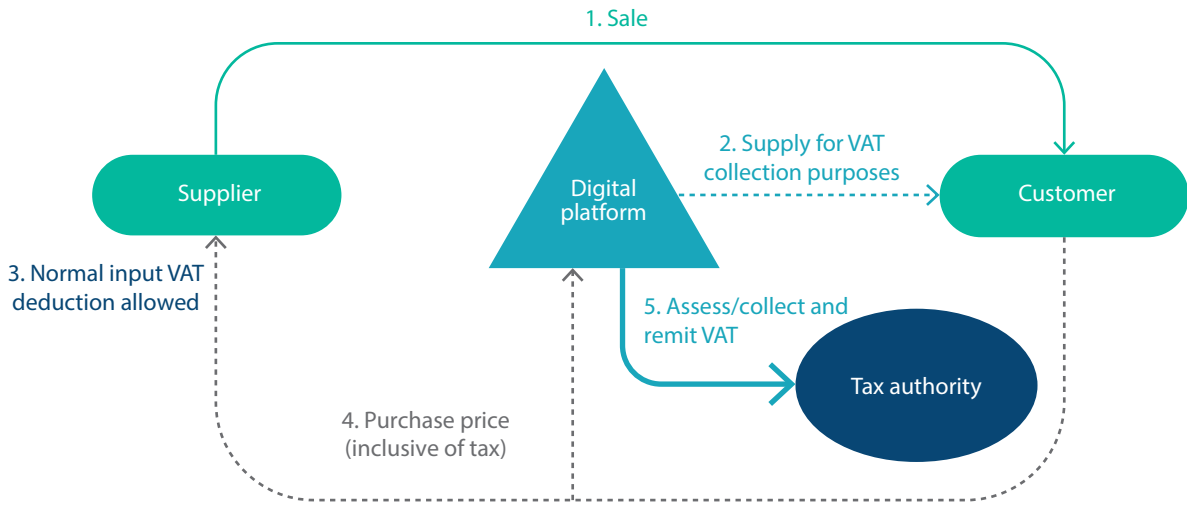 1. Sale
2. Supply for VAT
collection purposes
Supplier
Digital
platform
Customer
3. Normal input VAT
deduction allowed
5. Assess/collect and
remit VAT
Tax authority
4. Purchase price
(inclusive of tax)